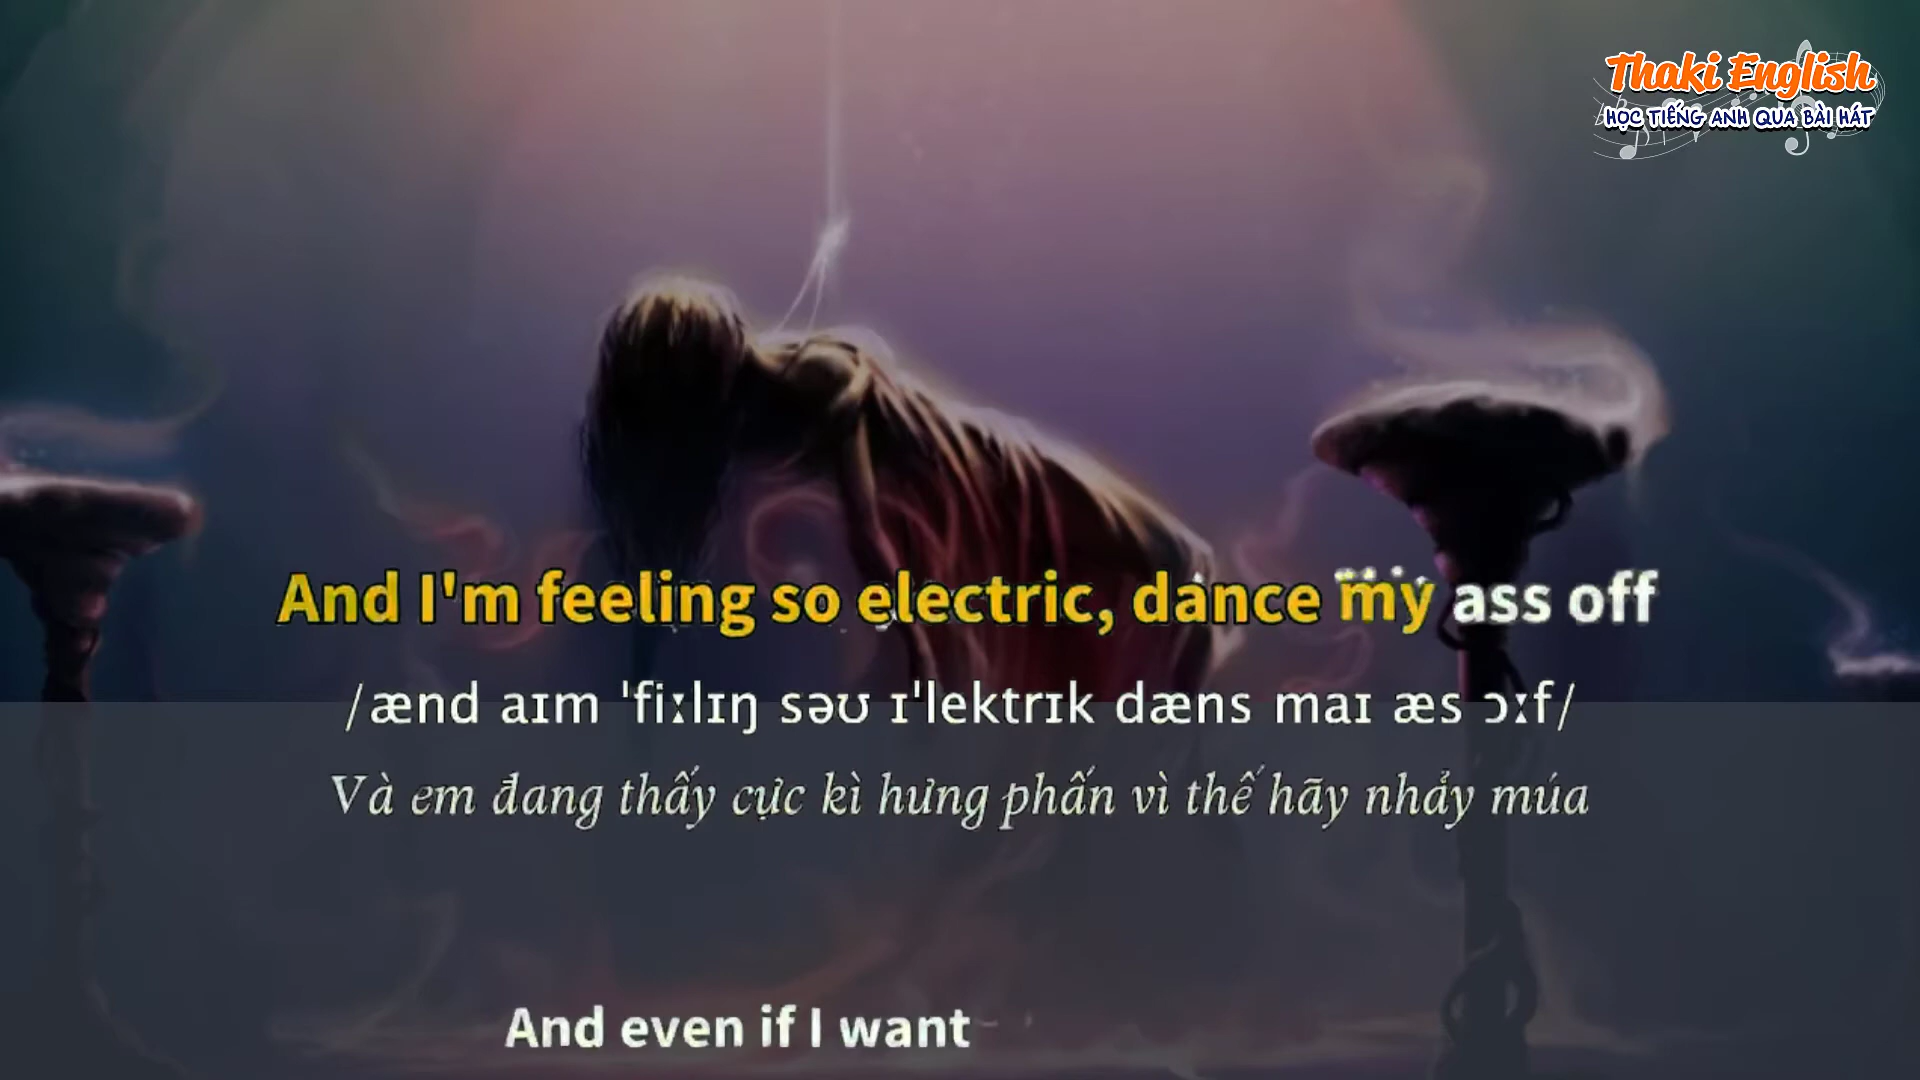 Thaki English
HỌC TIẾNG ANH QUA BÀI HÁT
And I'm feeling so electric, dance my ass off
/ænd aɪm ˈfiːlɪŋ səʊ ɪˈlektrɪk dæns maɪ æs ɔːf/
Và em đang thấy cực kì hưng phấn vì thế hãy nhảy múa
And even if I want